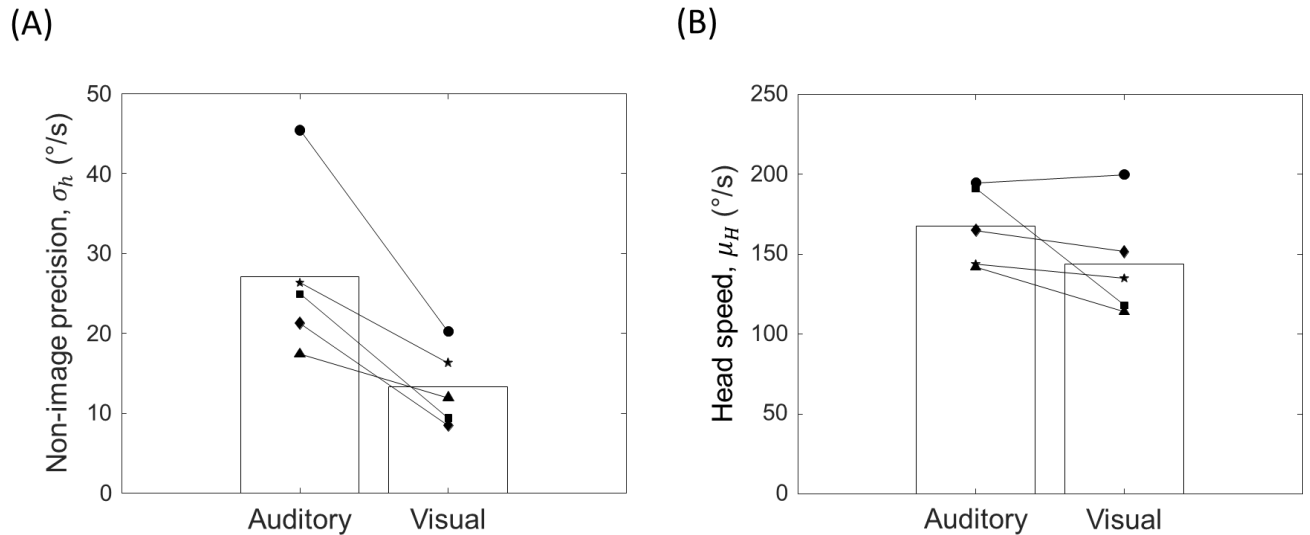 (A)
(B)
Non-image precision, σₕ (°/s)
50
40
30
20
10
0
Auditory Visual
Head speed, μ_H (°/s)
250
200
150
100
50
0
Auditory Visual